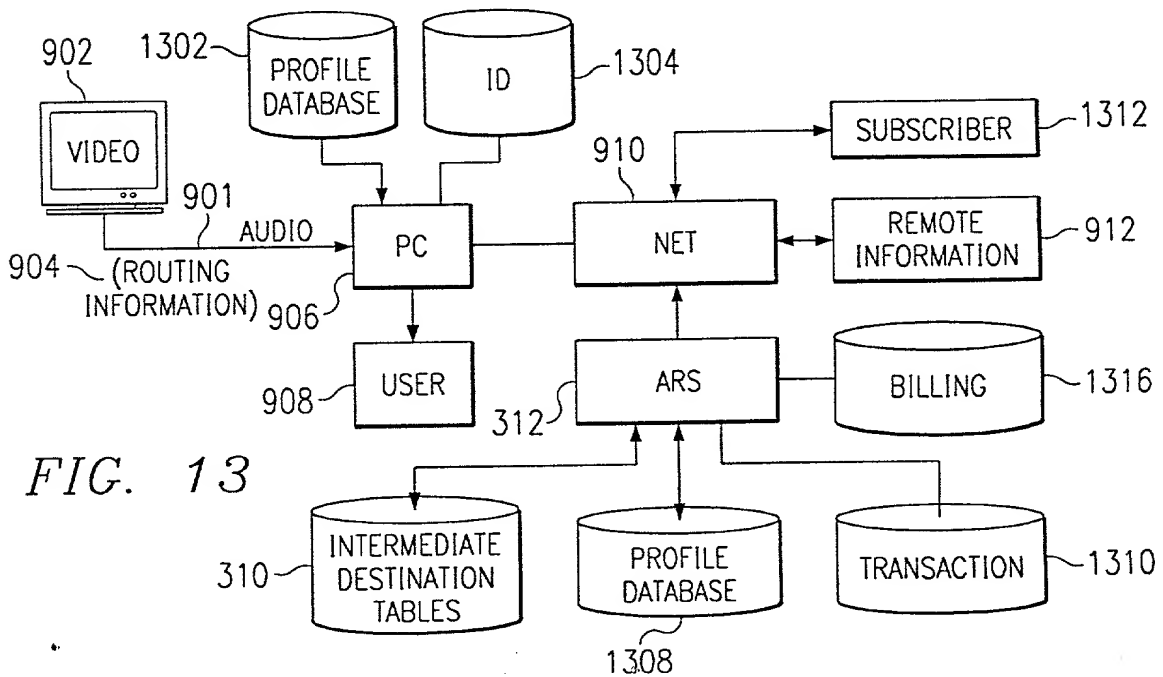 1302
902
PROFILE
DATABASE
ID
1304
VIDEO
SUBSCRIBER
1312
910
901
AUDIO
PC
NET
REMOTE
INFORMATION
912
904
(ROUTING
INFORMATION)
906
USER
908
ARS
312
BILLING
1316
FIG. 13
INTERMEDIATE
DESTINATION
TABLES
310
PROFILE
DATABASE
1308
TRANSACTION
1310